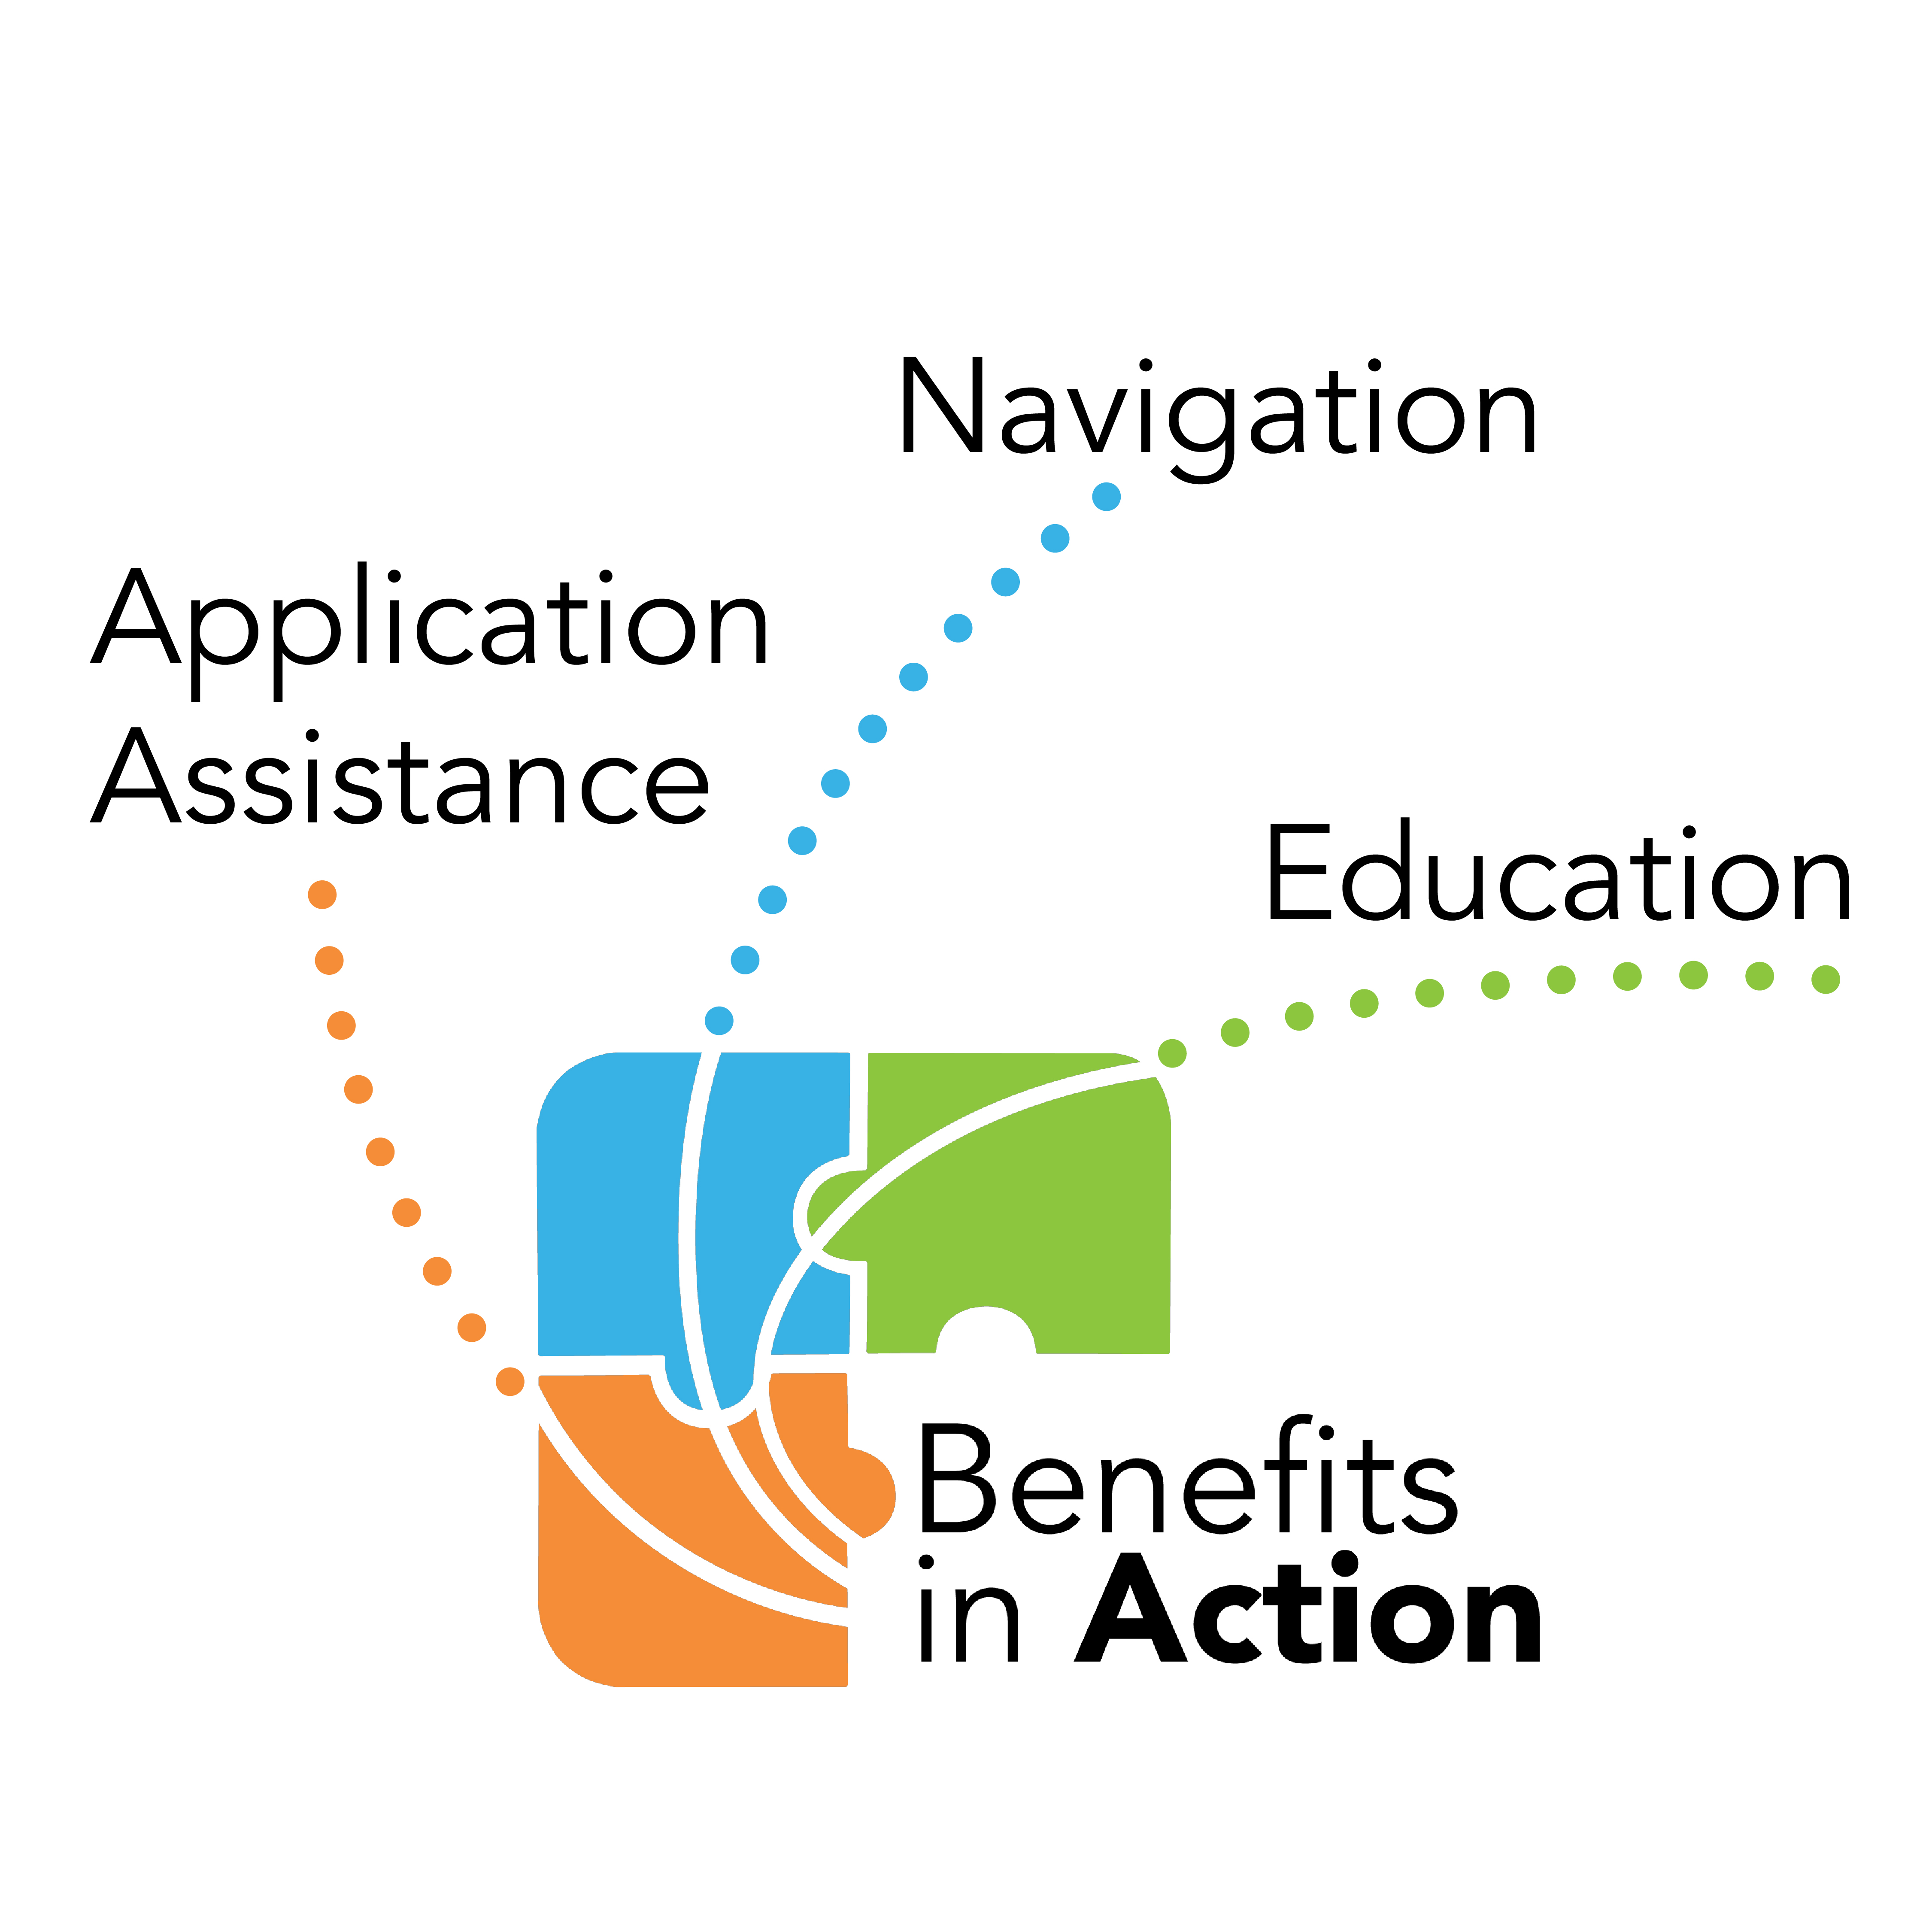 Navigation
Application
Assistance
Education
Benefits
in Action